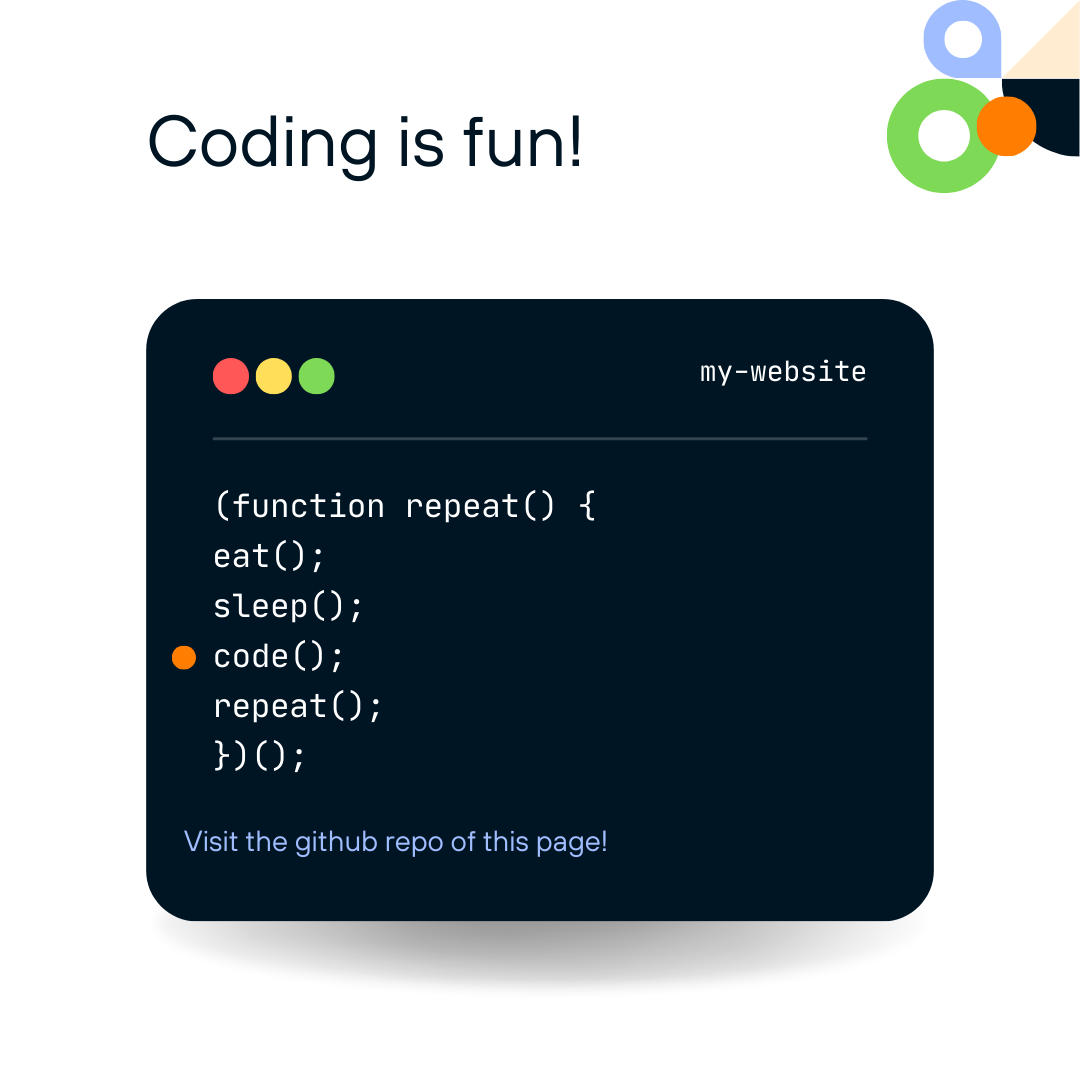 Coding is fun!
my-website
(function repeat() {
eat();
sleep();
code();
repeat();
})();
Visit the github repo of this page!